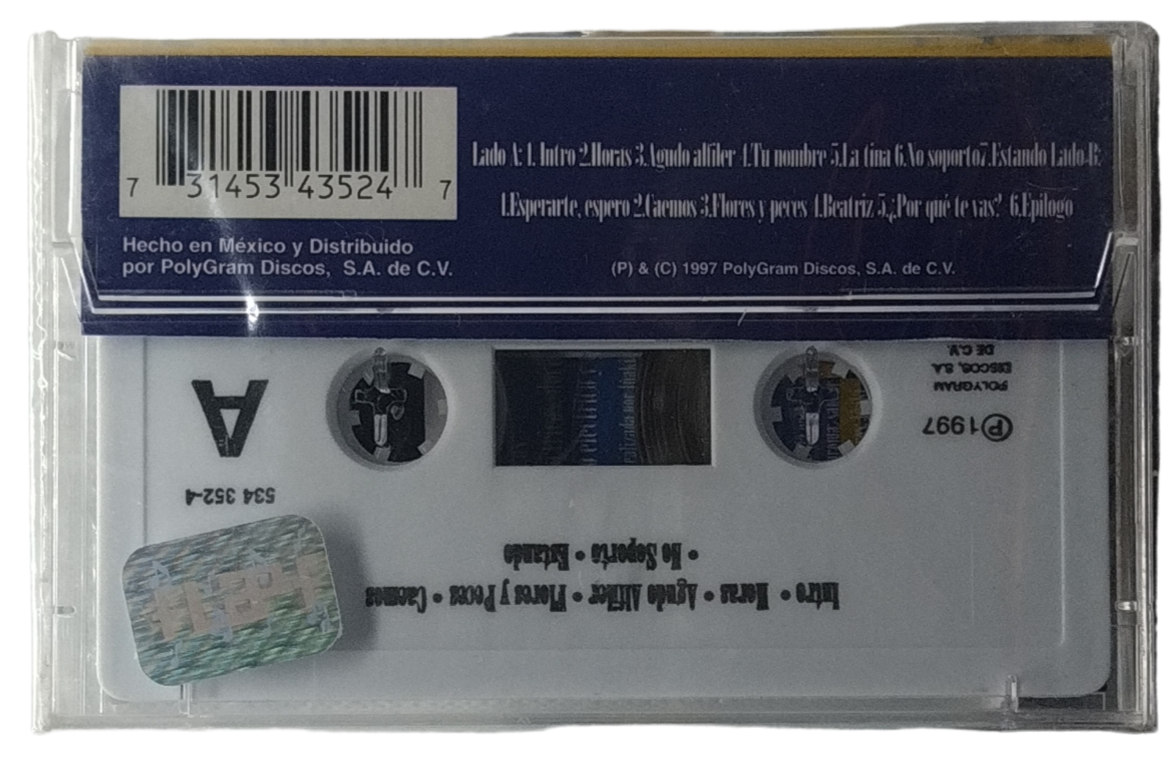 Lado A: 1. Intro 2.Horas 3.Agudo alfiler 4.Tu nombre 5.La tina 6.No soporto7.Estando Lado B:
1.Esperarte, espero 2.Caemos 3.Flores y peces 4.Beatriz 5.¿Por qué te vas? 6.Epílogo
7 31453 43524 7
Hecho en México y Distribuido
por PolyGram Discos, S.A. de C.V.
(P) & (C) 1997 PolyGram Discos, S.A. de C.V.
A
534 352-4
Ⓟ1997
POLYGRAM
DISCOS, S.A.
DE C.V.
Intro • Horas • Agudo Alfiler • Flores y Peces • Caemos
• No Soporto • Estando